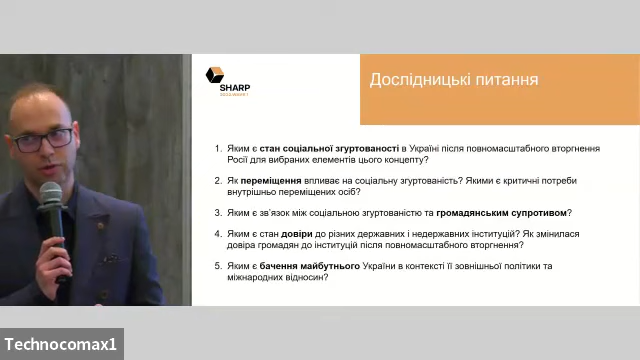 SHARP
Дослідницькі питання
1. Яким є стан соціальної згуртованості в Україні після повномасштабного вторгнення
Росії для вибраних елементів цього концепту?
2. Як переміщення впливає на соціальну згуртованість? Якими є критичні потреби
внутрішньо переміщених осіб?
3. Яким є зв'язок між соціальною згуртованістю та громадянським супротивом?
4. Яким є стан довіри до різних державних і недержавних інституцій? Як змінилася
довіра громадян до інституцій після повномасштабного вторгнення?
5. Яким є бачення майбутнього України в контексті її зовнішньої політики та
міжнародних відносин?
Technocomax1